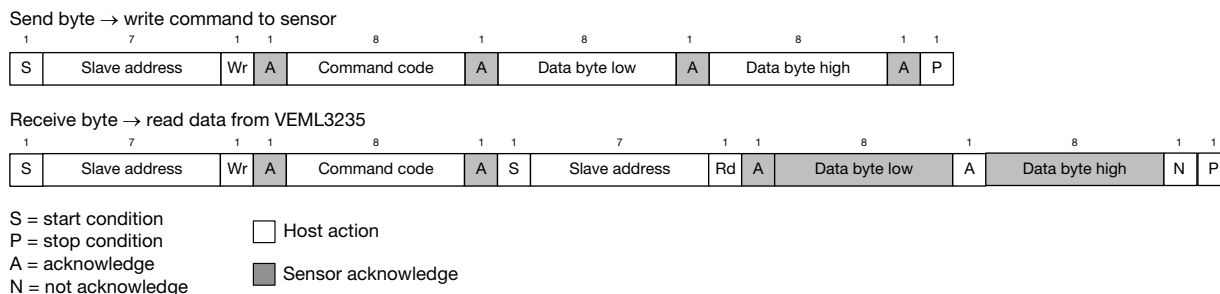 Send byte → write command to sensor
1 7 1 1 8 1 8 1 8 1 1
S Slave address Wr A Command code A Data byte low A Data byte high A P
Receive byte → read data from VEML3235
1 7 1 1 8 1 1 7 1 1 8 1 8 1 1
S Slave address Wr A Command code A S Slave address Rd A Data byte low A Data byte high N P
S = start condition
P = stop condition
A = acknowledge
N = not acknowledge
Host action
Sensor acknowledge